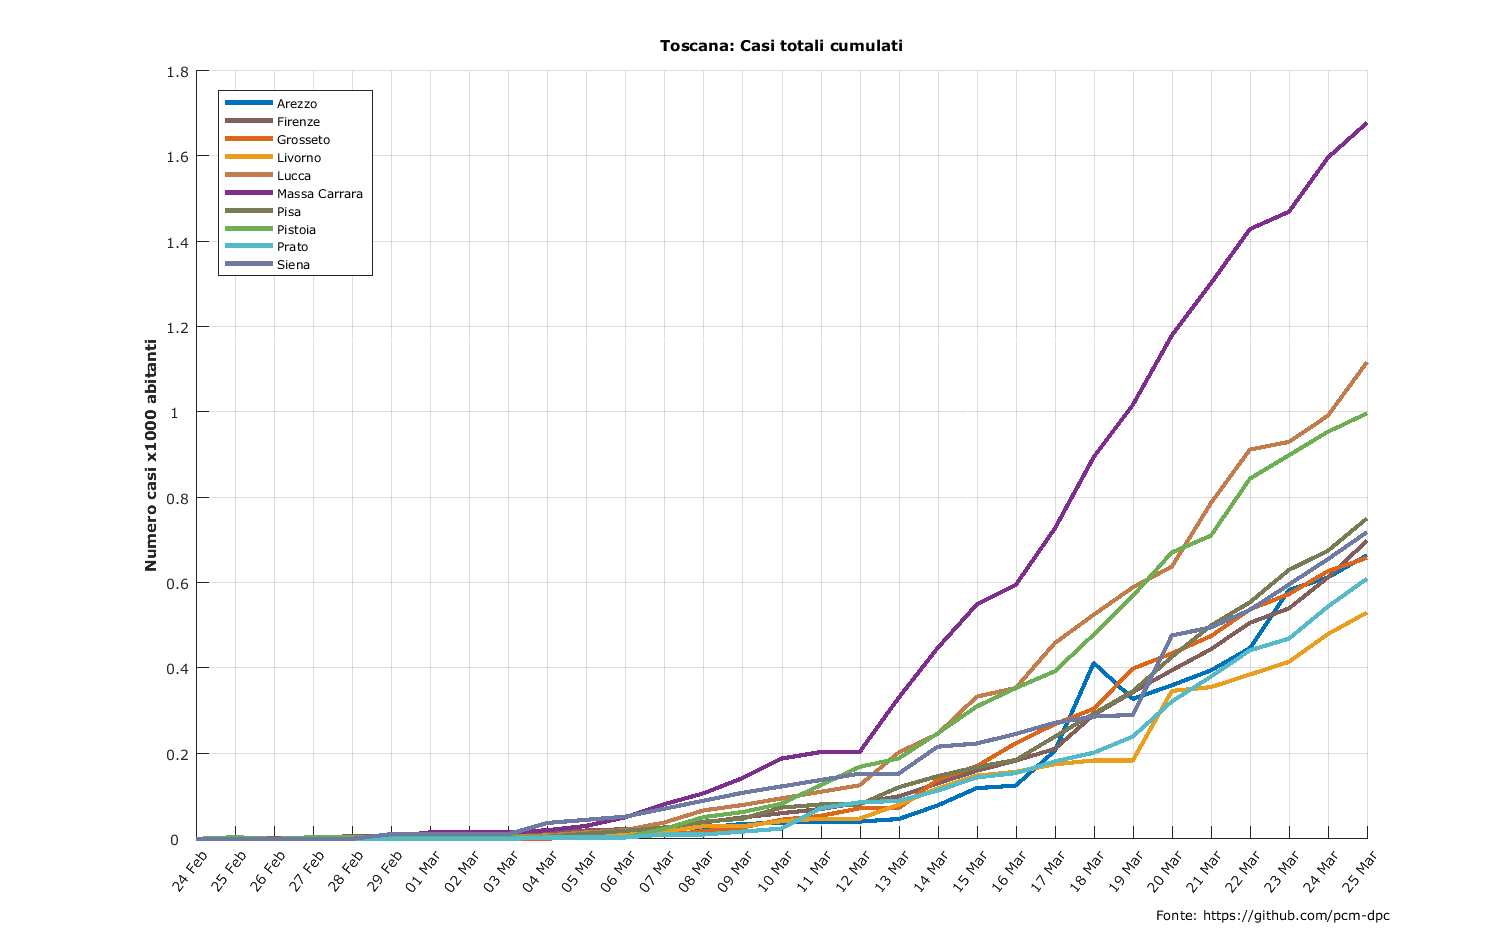 Toscana: Casi totali cumulati
Numero casi x1000 abitanti
1.8
1.6
1.4
1.2
1
0.8
0.6
0.4
0.2
0
Arezzo
Firenze
Grosseto
Livorno
Lucca
Massa Carrara
Pisa
Pistoia
Prato
Siena
24 Feb
25 Feb
26 Feb
27 Feb
28 Feb
29 Feb
01 Mar
02 Mar
03 Mar
04 Mar
05 Mar
06 Mar
07 Mar
08 Mar
09 Mar
10 Mar
11 Mar
12 Mar
13 Mar
14 Mar
15 Mar
16 Mar
17 Mar
18 Mar
19 Mar
20 Mar
21 Mar
22 Mar
23 Mar
24 Mar
25 Mar
Fonte: https://github.com/pcm-dpc